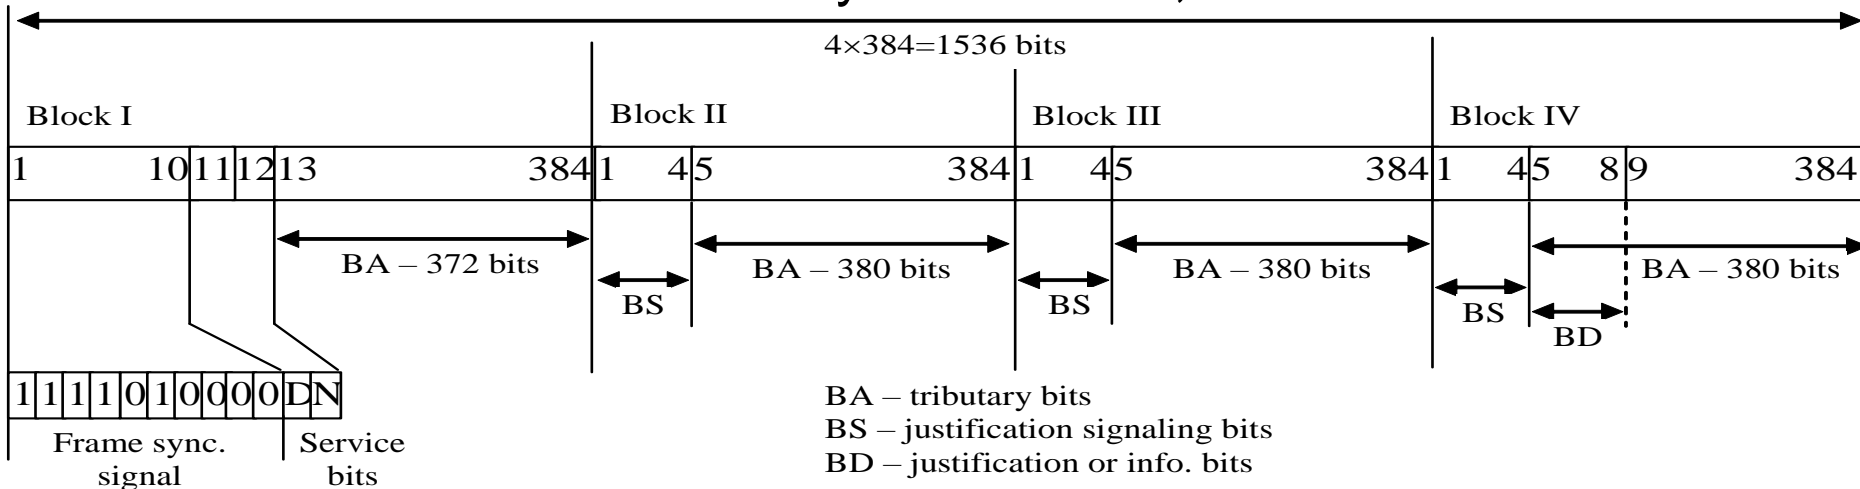 4×384=1536 bits
Block I
Block II
Block III
Block IV
1 10 11 12 13 384 1 4 5 384 1 4 5 384 1 4 5 8 9 384
BA – 372 bits
BA – 380 bits
BA – 380 bits
BA – 380 bits
BS
BS
BS
BD
1 1 1 1 0 1 0 0 0 0 D N
Frame sync.
signal
Service
bits
BA – tributary bits
BS – justification signaling bits
BD – justification or info. bits